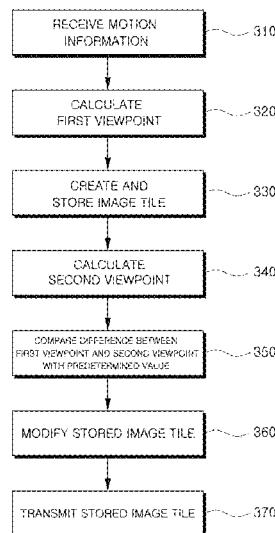 RECEIVE MOTION
INFORMATION
310
CALCULATE
FIRST VIEWPOINT
320
CREATE AND
STORE IMAGE TILE
330
CALCULATE
SECOND VIEWPOINT
340
COMPARE DIFFERENCE BETWEEN
FIRST VIEWPOINT AND SECOND VIEWPOINT
WITH PREDETERMINED VALUE
350
MODIFY STORED IMAGE TILE
360
TRANSMIT STORED IMAGE TILE
370